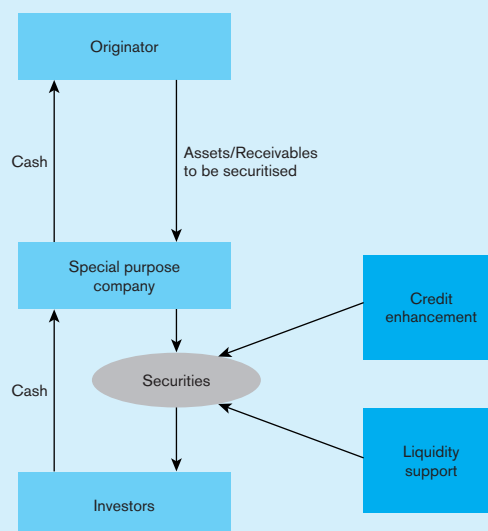 Originator
Cash
Assets/Receivables
to be securitised
Special purpose
company
Credit
enhancement
Securities
Cash
Liquidity
support
Investors